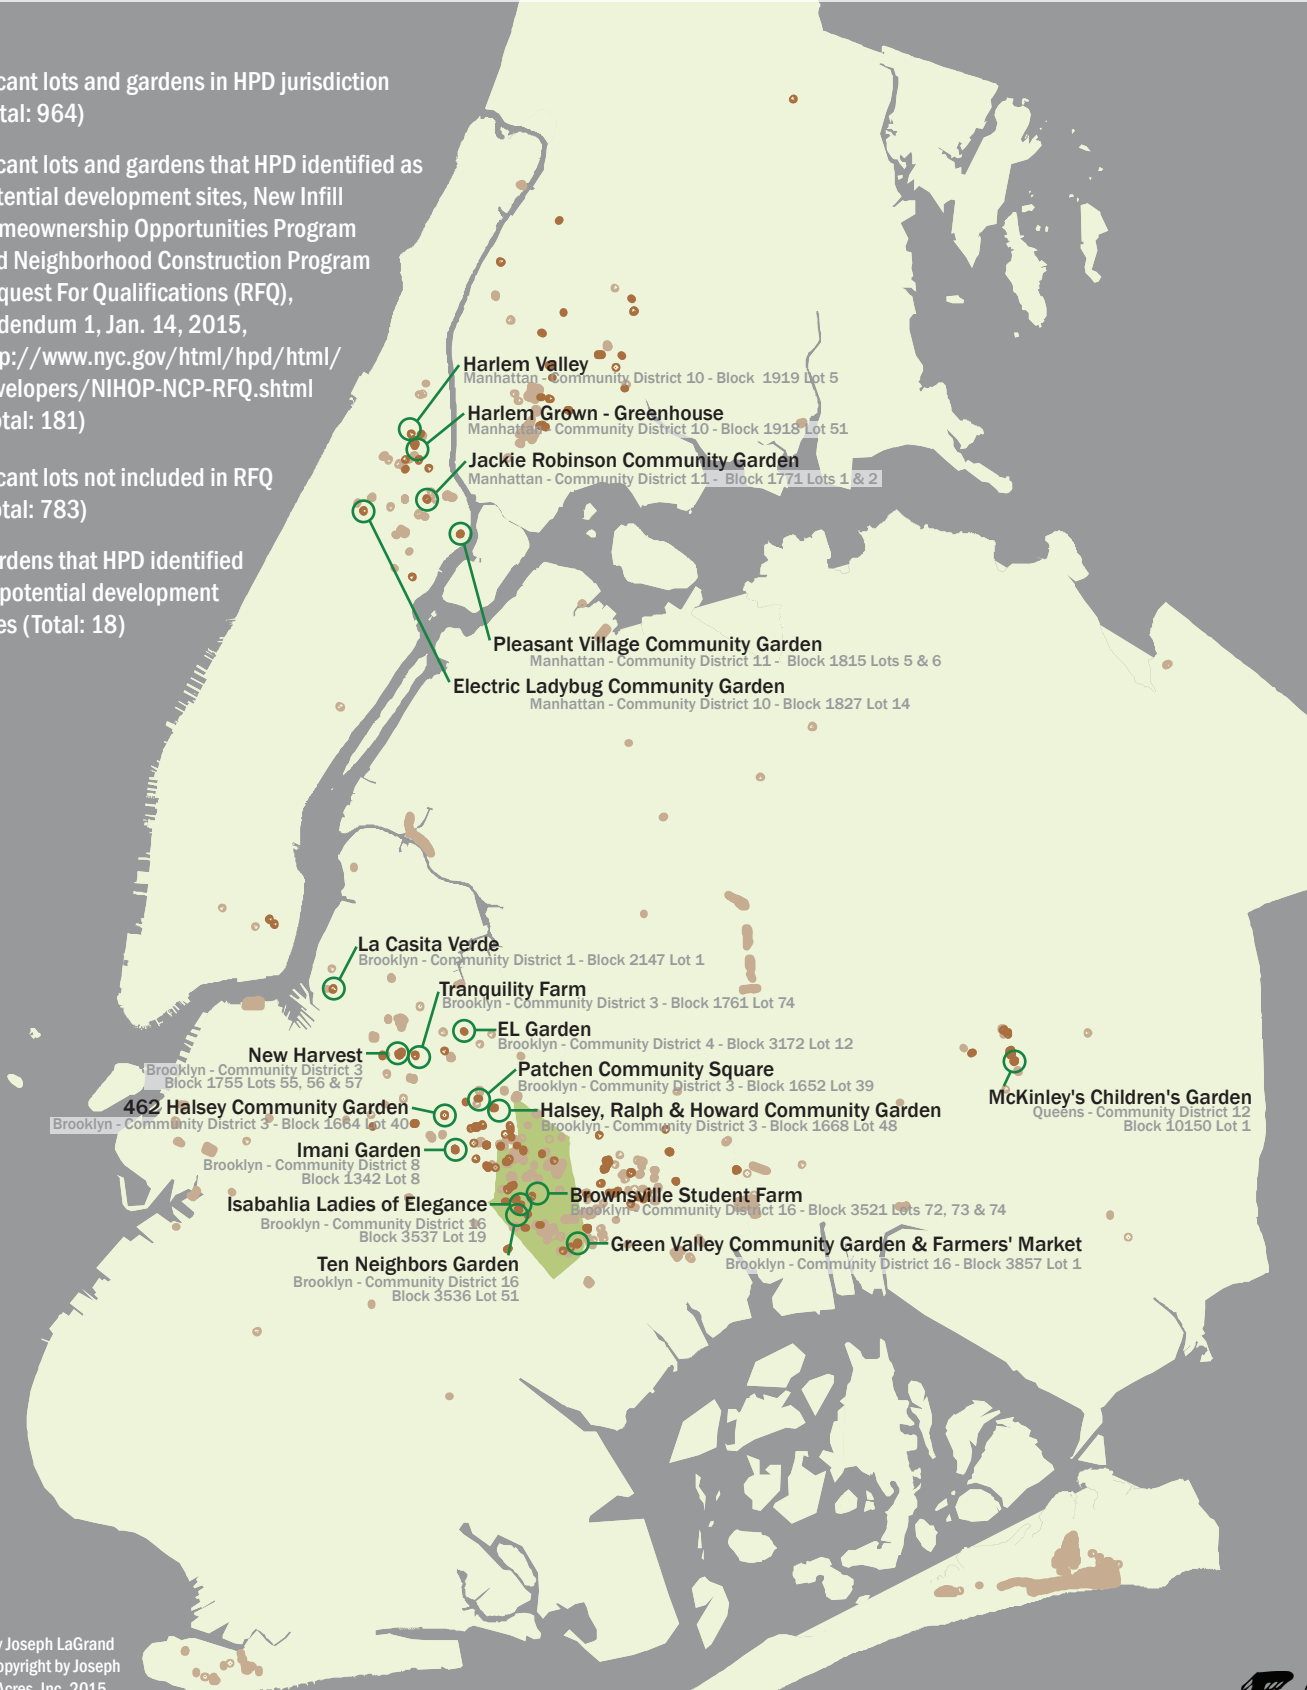 cant lots and gardens in HPD jurisdiction
tal: 964)
cant lots and gardens that HPD identified as
tential development sites, New Infill
meownership Opportunities Program
d Neighborhood Construction Program
quest For Qualifications (RFQ),
dendum 1, Jan. 14, 2015,
p://www.nyc.gov/html/hpd/html/
velopers/NIHOP-NCP-RFQ.shtml
tal: 181)
cant lots not included in RFQ
tal: 783)
rdens that HPD identified
potential development
es (Total: 18)
Harlem Valley
Manhattan - Community District 10 - Block 1919 Lot 5
Harlem Grown - Greenhouse
Manhattan - Community District 10 - Block 1918 Lot 51
Jackie Robinson Community Garden
Manhattan - Community District 11 - Block 1771 Lots 1 & 2
Pleasant Village Community Garden
Manhattan - Community District 11 - Block 1815 Lots 5 & 6
Electric Ladybug Community Garden
Manhattan - Community District 10 - Block 1827 Lot 14
La Casita Verde
Brooklyn - Community District 1 - Block 2147 Lot 1
Tranquility Farm
Brooklyn - Community District 3 - Block 1761 Lot 74
EL Garden
Brooklyn - Community District 4 - Block 3172 Lot 12
New Harvest
Brooklyn - Community District 3
Block 1755 Lots 55, 56 & 57
Patchen Community Square
Brooklyn - Community District 3 - Block 1652 Lot 39
McKinley's Children's Garden
Queens - Community District 12
Block 10150 Lot 1
462 Halsey Community Garden
Brooklyn - Community District 3 - Block 1664 Lot 40
Halsey, Ralph & Howard Community Garden
Brooklyn - Community District 3 - Block 1668 Lot 48
Imani Garden
Brooklyn - Community District 8
Block 1342 Lot 8
Isabahlia Ladies of Elegance
Brooklyn - Community District 16
Block 3537 Lot 19
Brownsville Student Farm
Brooklyn - Community District 16 - Block 3521 Lots 72, 73 & 74
Green Valley Community Garden & Farmers' Market
Brooklyn - Community District 16 - Block 3857 Lot 1
Ten Neighbors Garden
Brooklyn - Community District 16
Block 3536 Lot 51
y Joseph LaGrand
opyright by Joseph
Acres, Inc. 2015